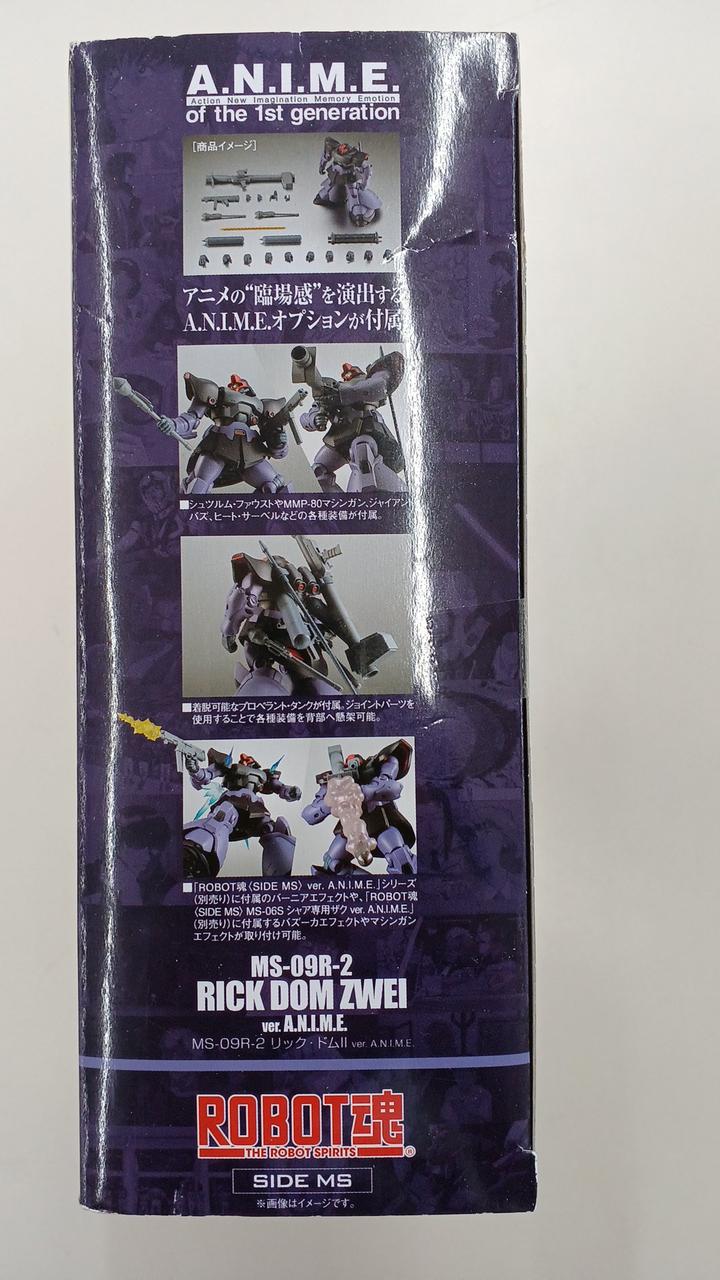 A.N.I.M.E.
Action New Imagination Memory Emotion
of the 1st generation
[商品イメージ]
アニメの“臨場感”を演出する
A.N.I.M.E.オプションが付属
■シュツルム・ファウストやMMP-80マシンガン、ジャイアント・
バズ、ヒート・サーベルなどの各種装備が付属。
■着脱可能なプロペラント・タンクが付属。ジョイントパーツを
使用することで各種装備を背部へ懸架可能。
■「ROBOT魂〈SIDE MS〉 ver. A.N.I.M.E.」シリーズ
(別売り)に付属のバーニアエフェクトや、「ROBOT魂
〈SIDE MS〉 MS-06S シャア専用ザク ver. A.N.I.M.E.」
(別売り)に付属するバズーカエフェクトやマシンガン
エフェクトが取り付け可能。
MS-09R-2
RICK DOM ZWEI
ver. A.N.I.M.E.
MS-09R-2 リック・ドムII ver. A.N.I.M.E.
ROBOT魂
THE ROBOT SPIRITS ®
SIDE MS
※画像はイメージです。